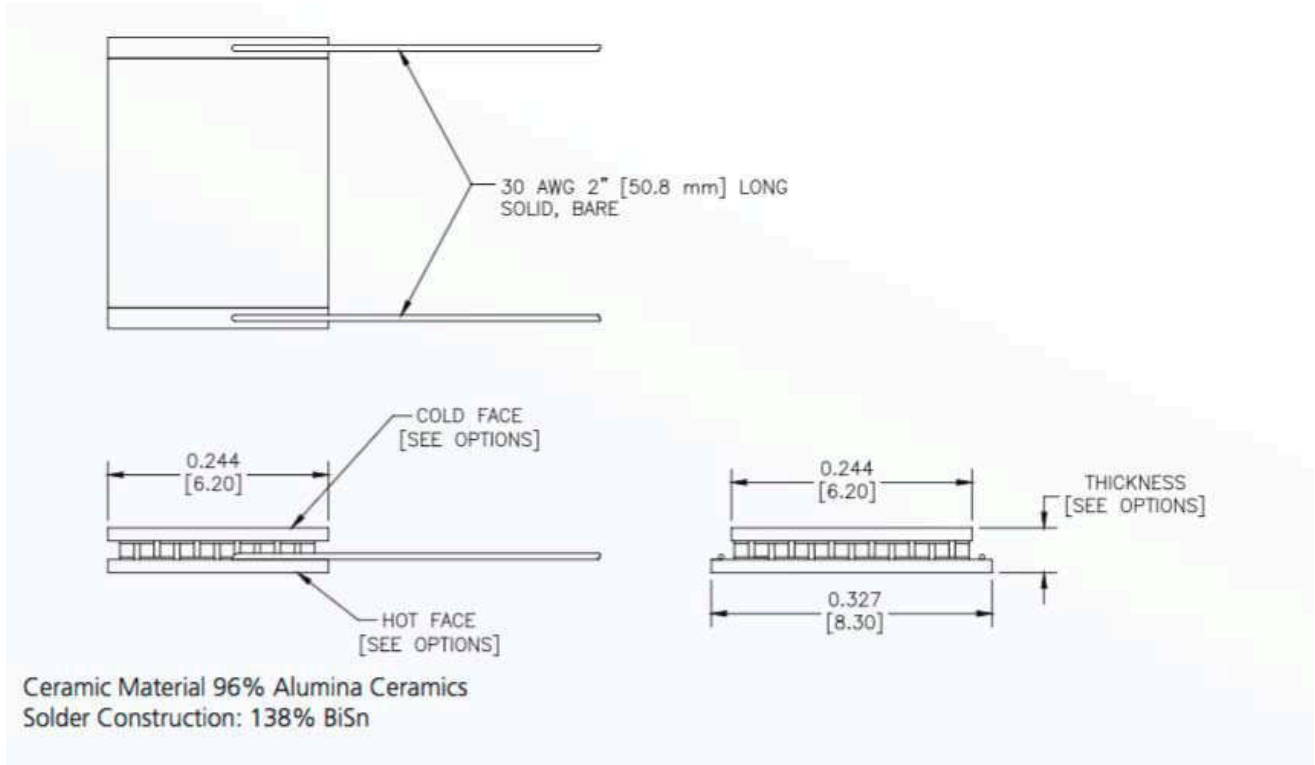 30 AWG 2" [50.8 mm] LONG
SOLID, BARE
COLD FACE
[SEE OPTIONS]
0.244
[6.20]
0.244
[6.20]
THICKNESS
[SEE OPTIONS]
HOT FACE
[SEE OPTIONS]
0.327
[8.30]
Ceramic Material 96% Alumina Ceramics
Solder Construction: 138% BiSn